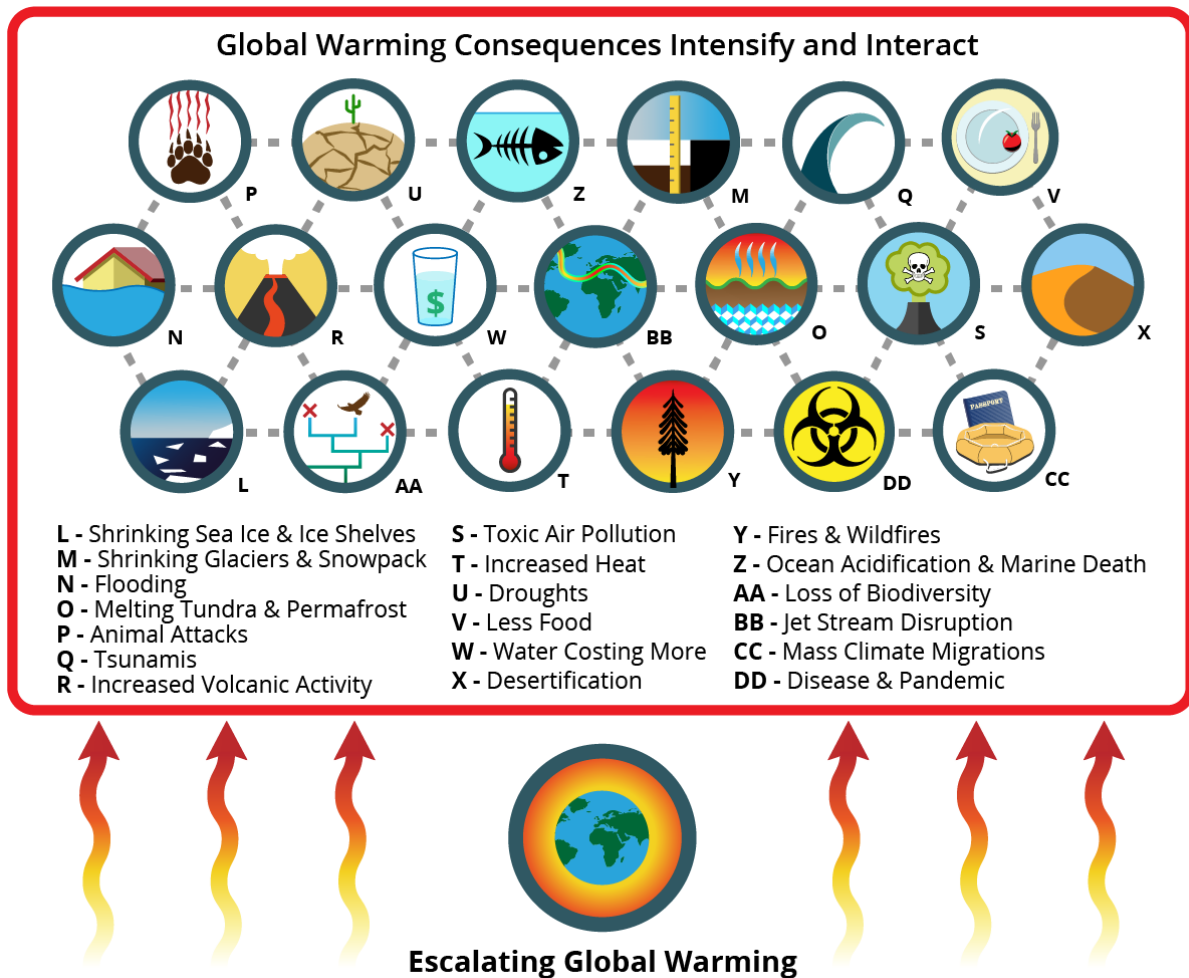 Global Warming Consequences Intensify and Interact
P
U
Z
M
Q
V
N
R
$
W
BB
O
S
X
L
AA
T
Y
DD
PASSPORT
CC
L - Shrinking Sea Ice & Ice Shelves
M - Shrinking Glaciers & Snowpack
N - Flooding
O - Melting Tundra & Permafrost
P - Animal Attacks
Q - Tsunamis
R - Increased Volcanic Activity
S - Toxic Air Pollution
T - Increased Heat
U - Droughts
V - Less Food
W - Water Costing More
X - Desertification
Y - Fires & Wildfires
Z - Ocean Acidification & Marine Death
AA - Loss of Biodiversity
BB - Jet Stream Disruption
CC - Mass Climate Migrations
DD - Disease & Pandemic
Escalating Global Warming